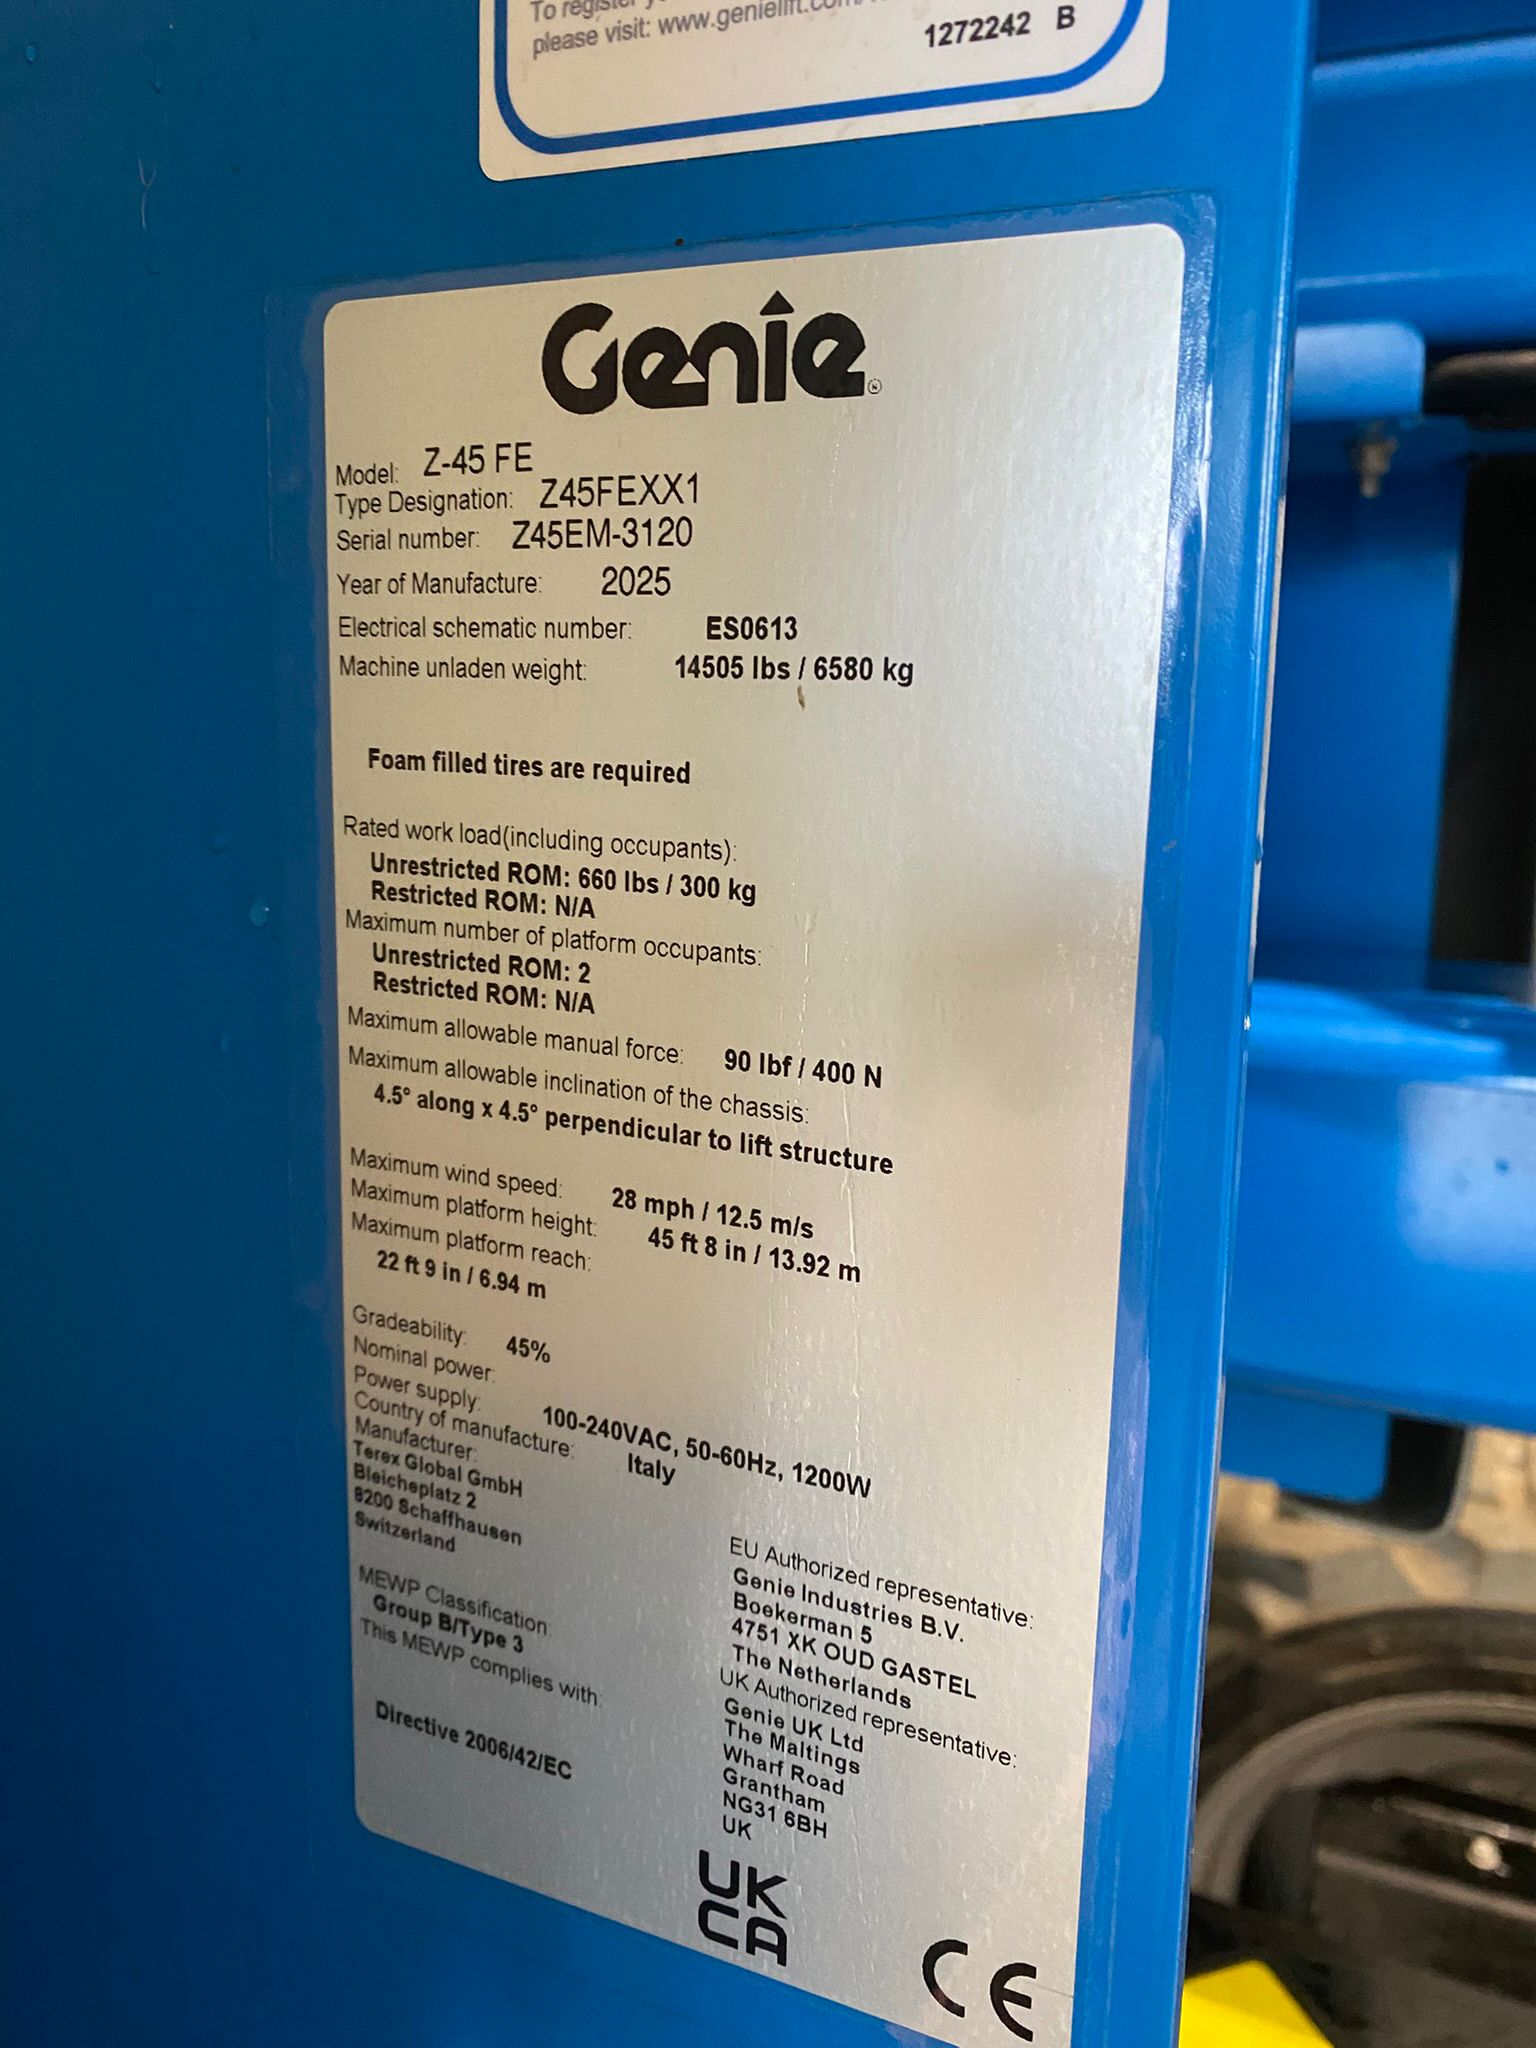 To register
please visit: www.genielift.com
1272242 B
Genie
Model: Z-45 FE
Type Designation: Z45FEXX1
Serial number: Z45EM-3120
Year of Manufacture: 2025
Electrical schematic number: ES0613
Machine unladen weight: 14505 lbs / 6580 kg
Foam filled tires are required
Rated work load(including occupants):
Unrestricted ROM: 660 lbs / 300 kg
Restricted ROM: N/A
Maximum number of platform occupants:
Unrestricted ROM: 2
Restricted ROM: N/A
Maximum allowable manual force: 90 lbf / 400 N
Maximum allowable inclination of the chassis:
4.5° along x 4.5° perpendicular to lift structure
Maximum wind speed: 28 mph / 12.5 m/s
Maximum platform height: 45 ft 8 in / 13.92 m
Maximum platform reach:
22 ft 9 in / 6.94 m
Gradeability: 45%
Nominal power:
Power supply: 100-240VAC, 50-60Hz, 1200W
Country of manufacture: Italy
Manufacturer:
Terex Global GmbH
Bleicheplatz 2
8200 Schaffhausen
Switzerland
MEWP Classification
Group B/Type 3
This MEWP complies with:
Directive 2006/42/EC
EU Authorized representative:
Genie Industries B.V.
Boekerman 5
4751 XK OUD GASTEL
The Netherlands
UK Authorized representative:
Genie UK Ltd
The Maltings
Wharf Road
Grantham
NG31 6BH
UK
UK
CA
CE